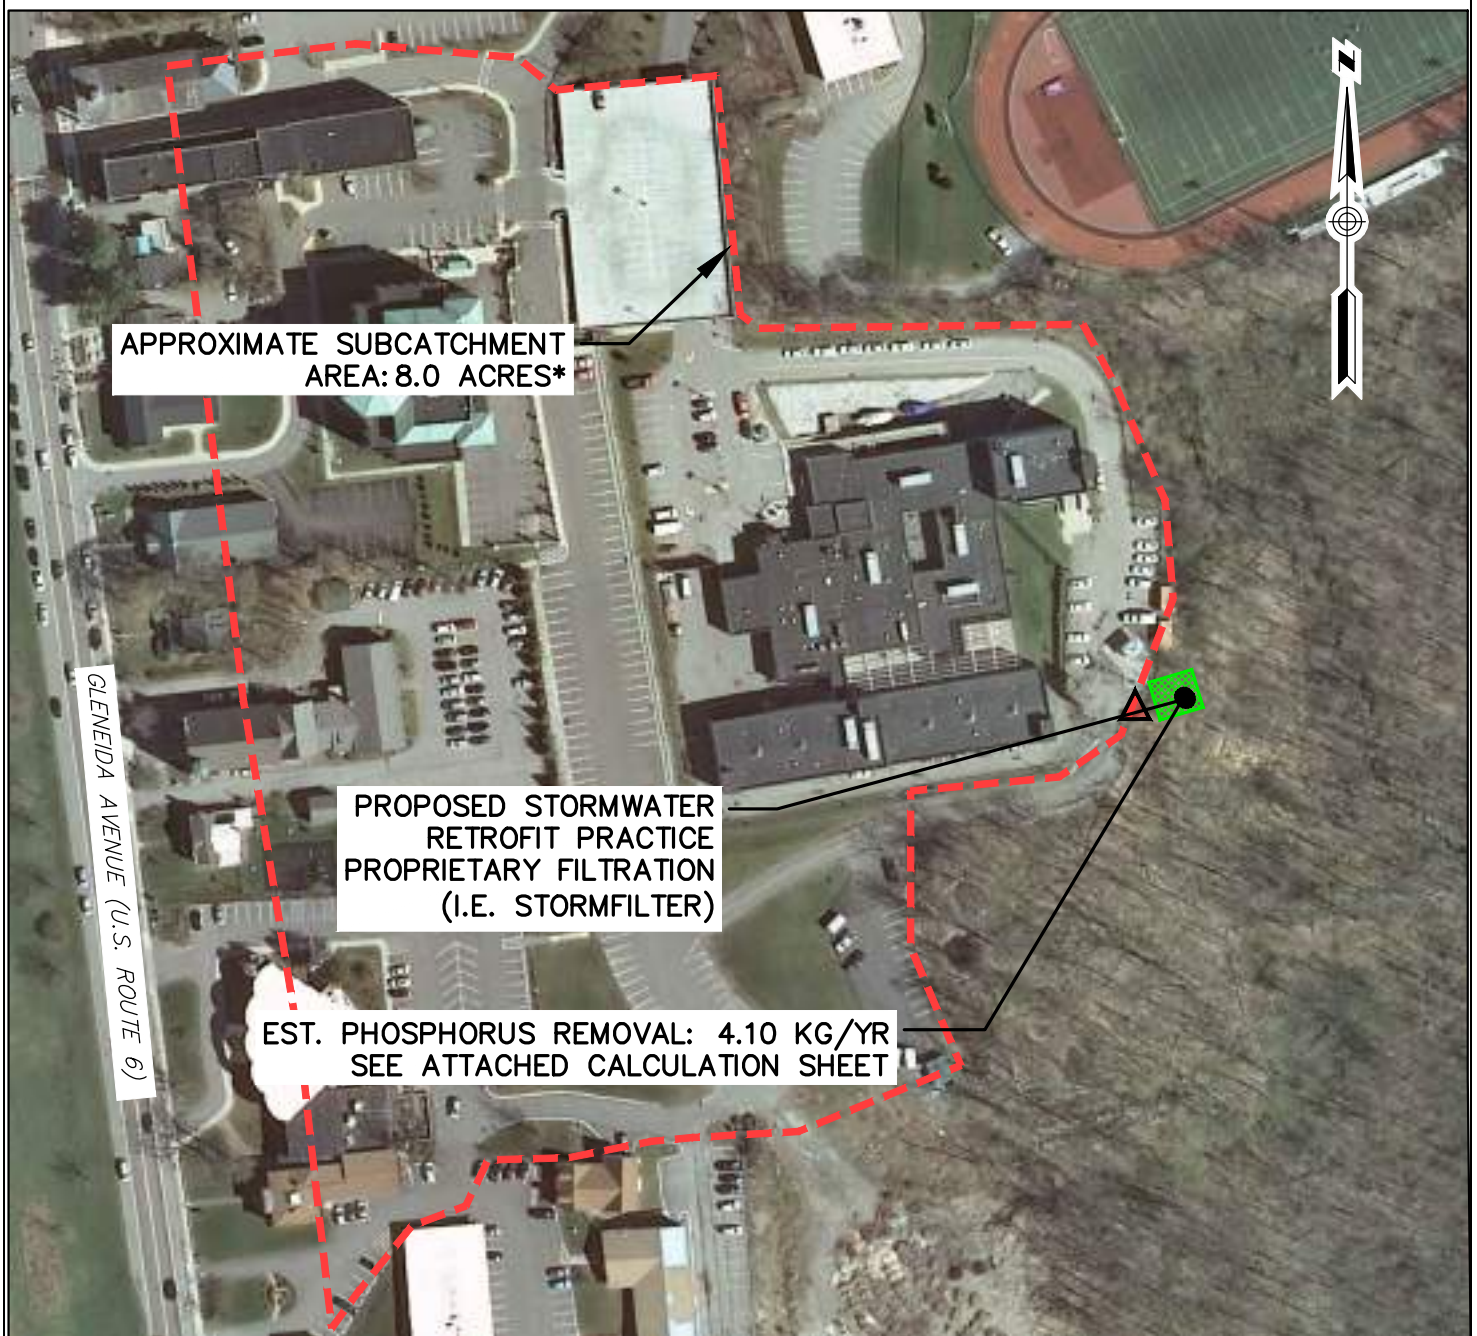 N
APPROXIMATE SUBCATCHMENT
AREA: 8.0 ACRES*
GLENEIDA AVENUE (U.S. ROUTE 6)
PROPOSED STORMWATER
RETROFIT PRACTICE
PROPRIETARY FILTRATION
(I.E. STORMFILTER)
EST. PHOSPHORUS REMOVAL: 4.10 KG/YR
SEE ATTACHED CALCULATION SHEET